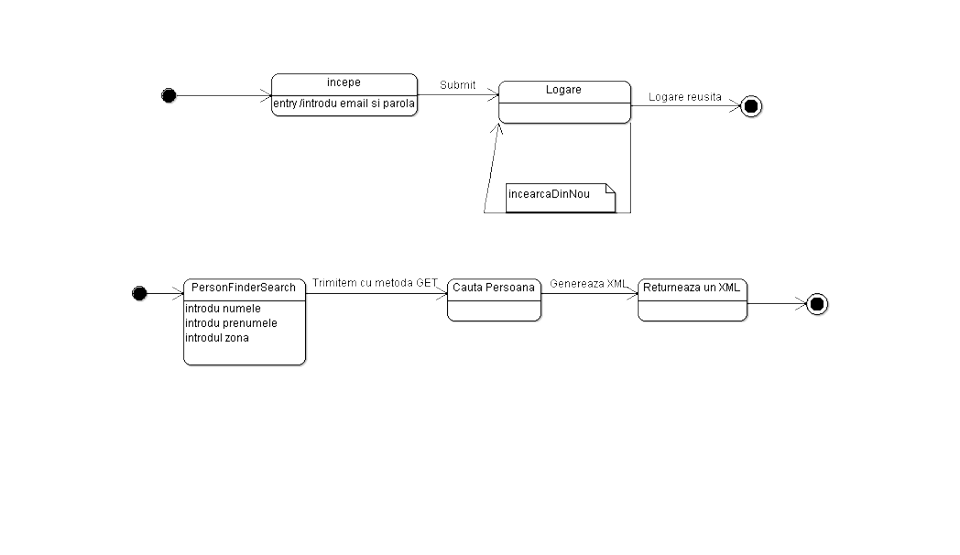 incepe
entry /introdu email si parola
Submit
Logare
Logare reusita
incearcaDinNou
PersonFinderSearch
introdu numele
introdu prenumele
introdul zona
Trimitem cu metoda GET
Cauta Persoana
Genereaza XML
Returneaza un XML